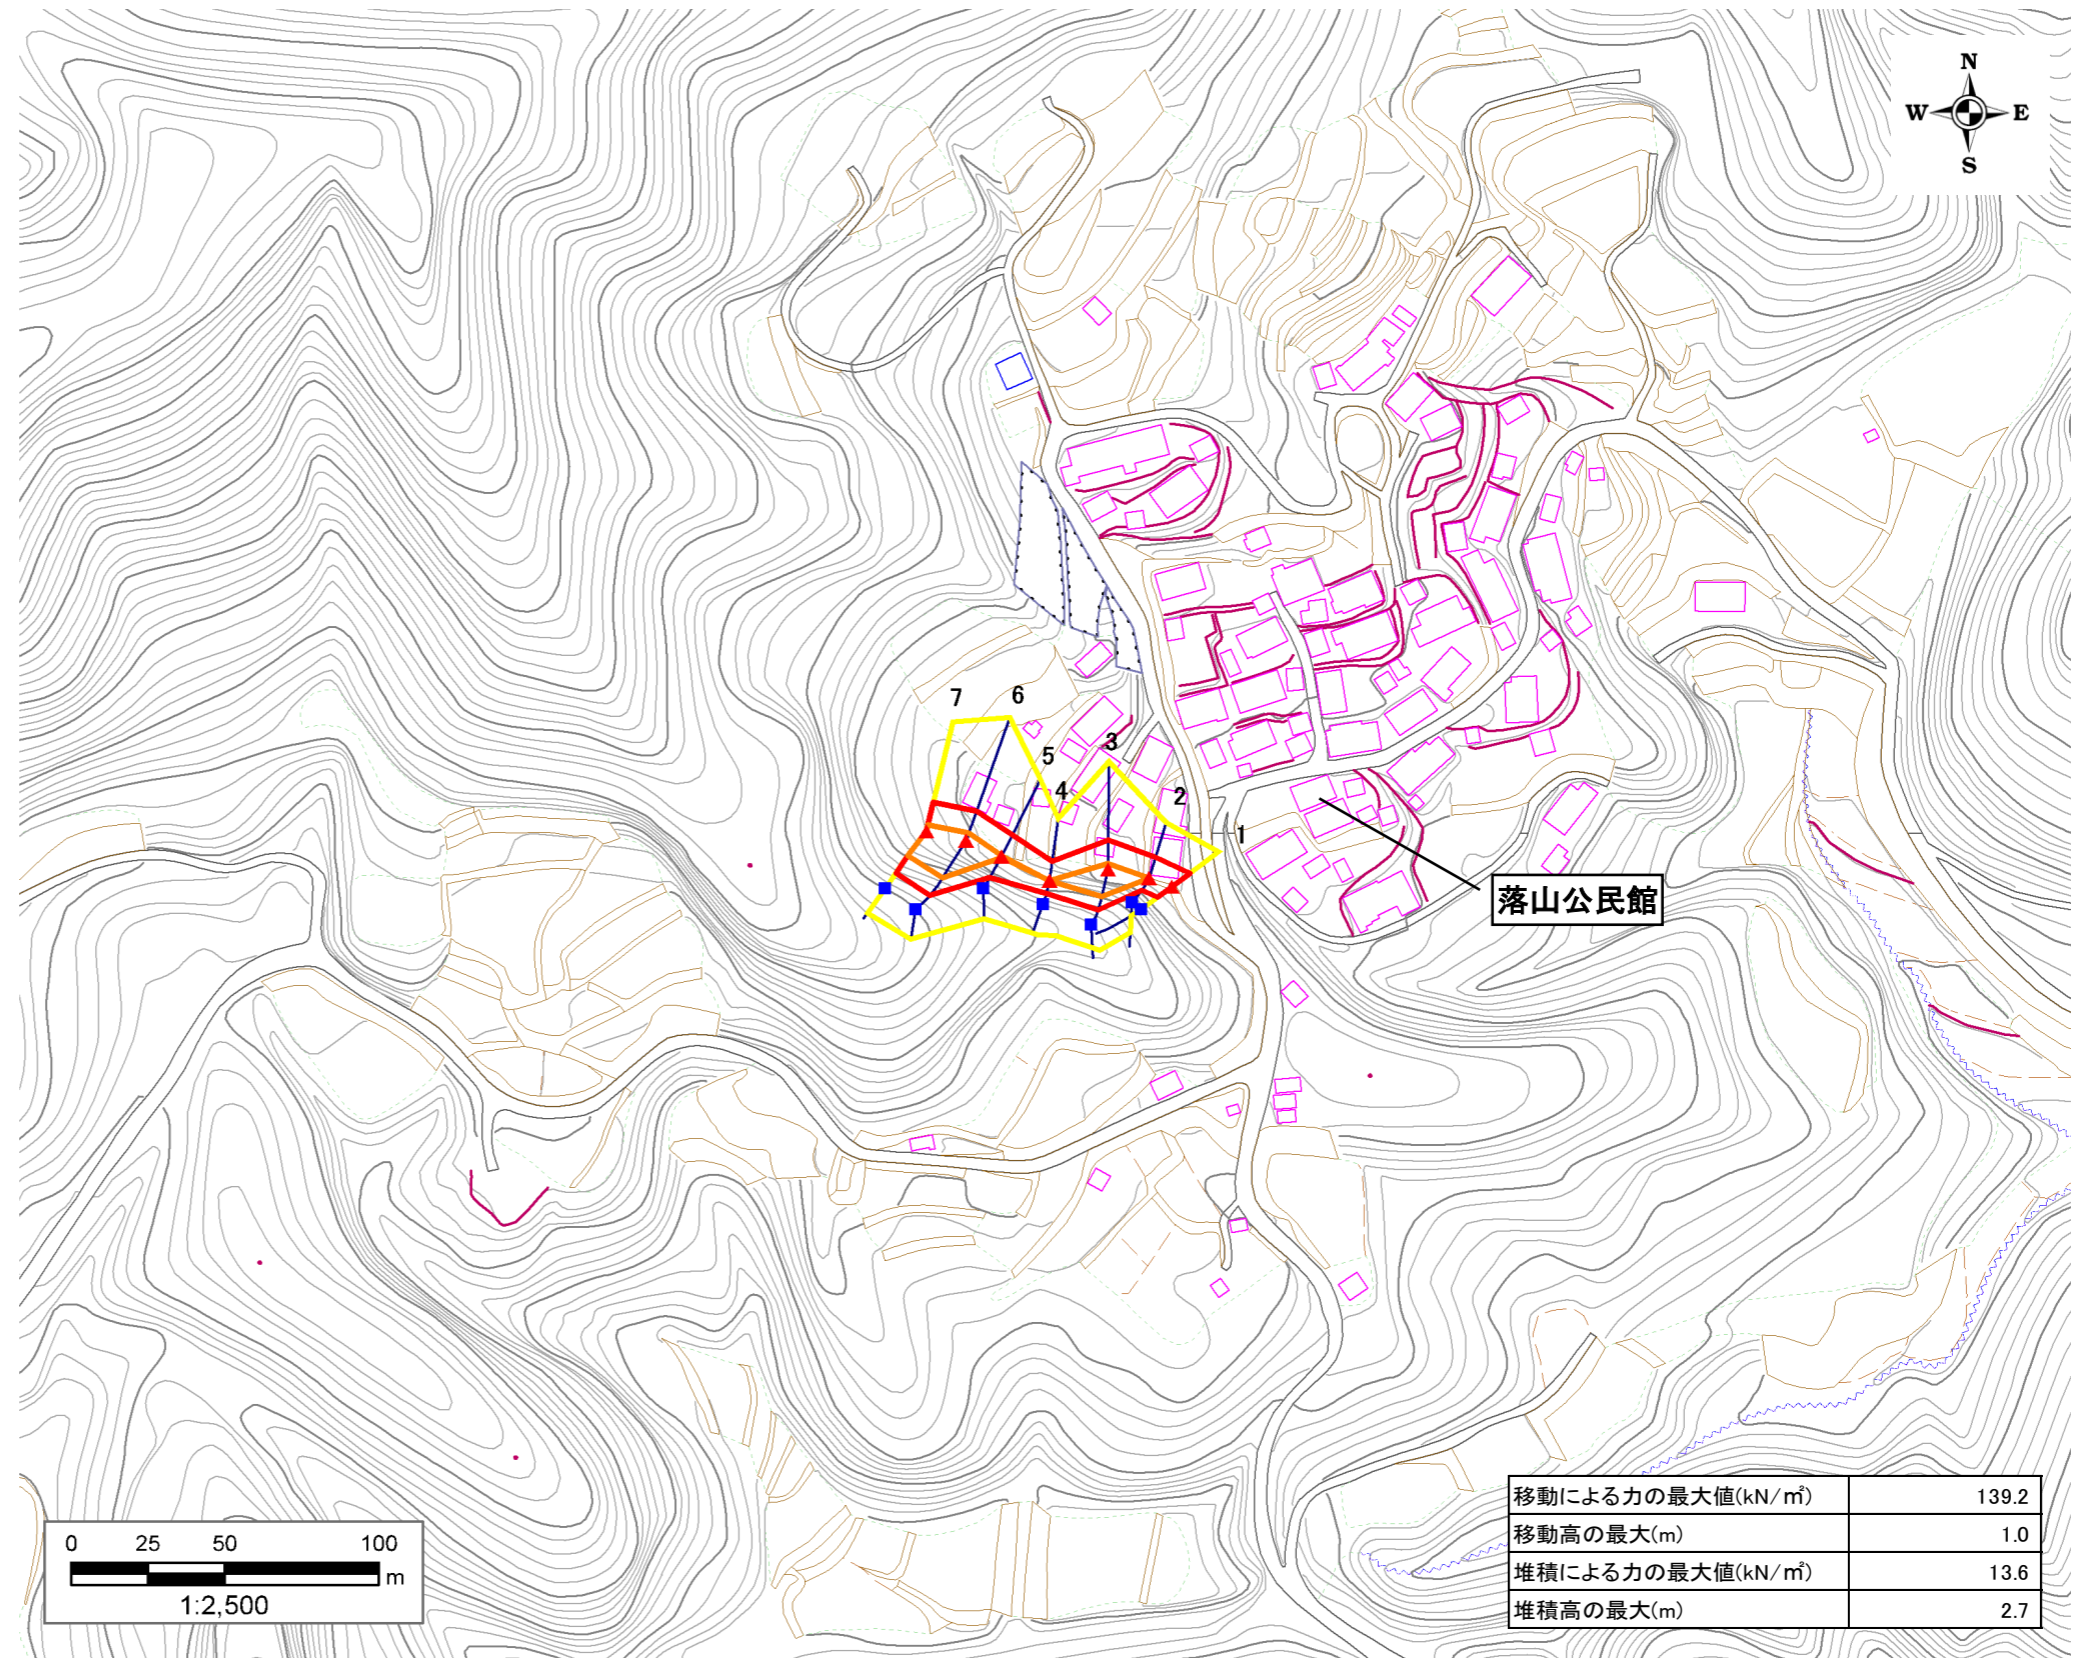 N
W E
S
7
6
5
4
3
2
1
落山公民館
移動による力の最大値(kN/㎡) 139.2
移動高の最大(m) 1.0
堆積による力の最大値(kN/㎡) 13.6
堆積高の最大(m) 2.7
0 25 50 100
m
1:2,500